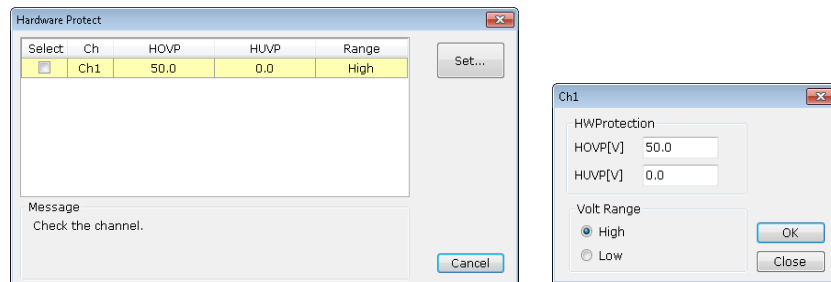 Hardware Protect
Select Ch HOVP HUVP Range
Ch1 50.0 0.0 High
Set...
Message
Check the channel.
Cancel
Ch1
HWProtection
HOVP[V] 50.0
HUVP[V] 0.0
Volt Range
High
Low
OK
Close